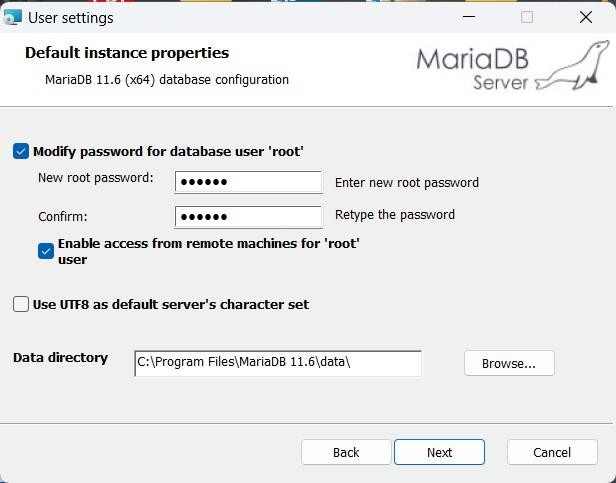 User settings
Default instance properties
MariaDB 11.6 (x64) database configuration
MariaDB
Server
Modify password for database user 'root'
New root password: ●●●●●● Enter new root password
Confirm: ●●●●●● Retype the password
Enable access from remote machines for 'root'
user
Use UTF8 as default server's character set
Data directory C:\Program Files\MariaDB 11.6\data\ Browse...
Back Next Cancel